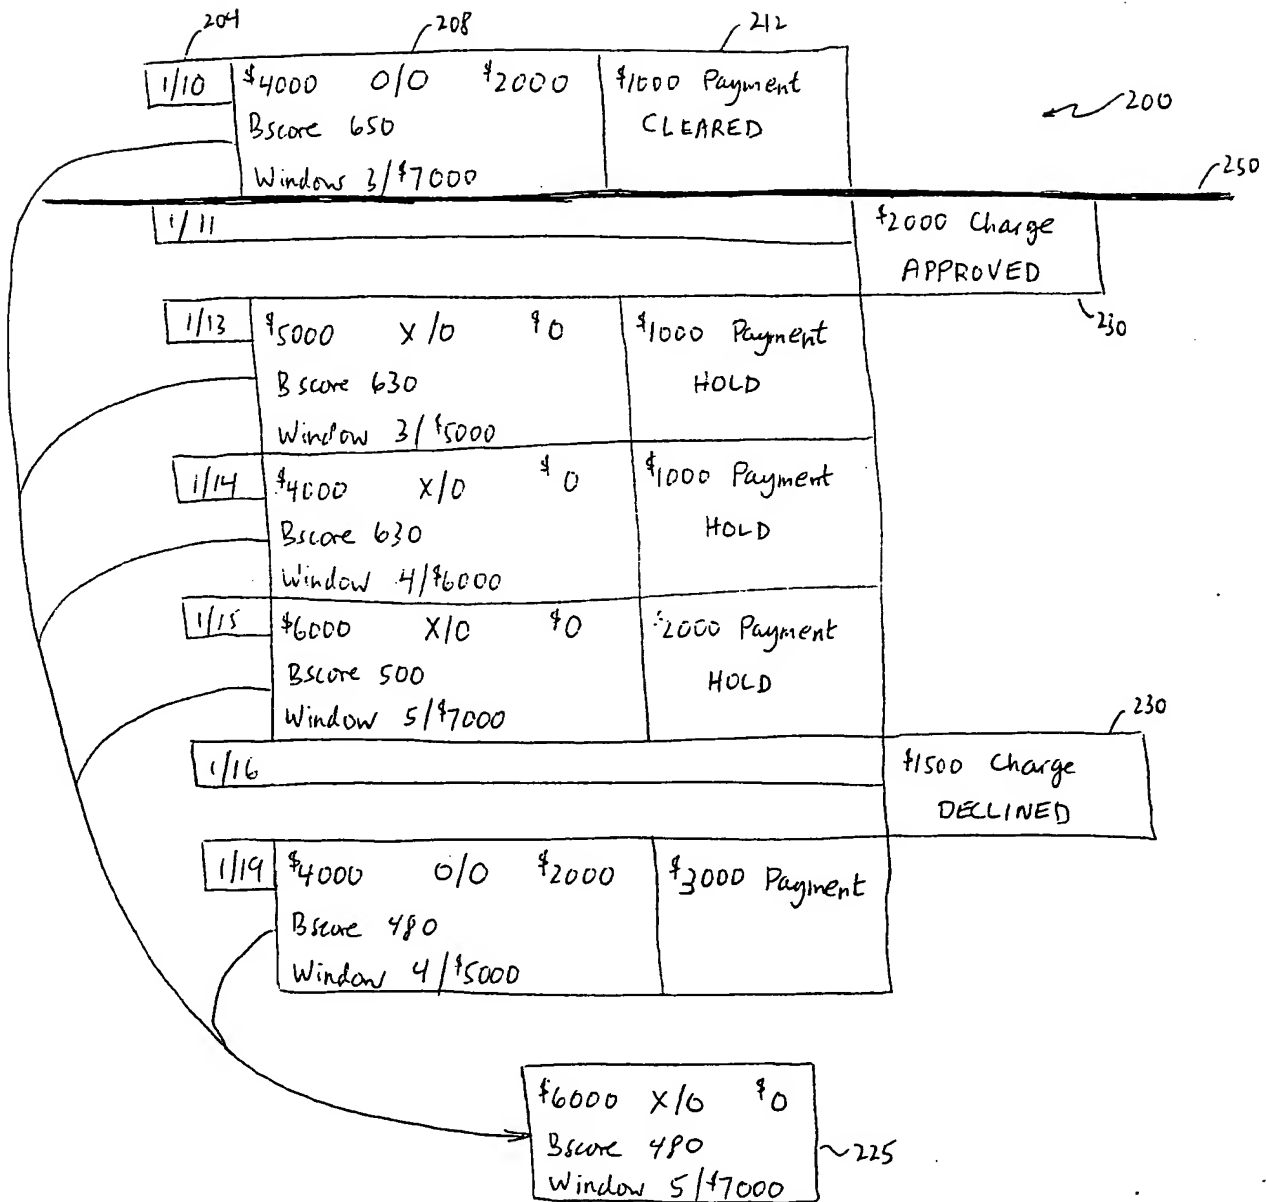 204
208
212
1/10 $4000 0/0 $2000 $1000 Payment
Bscore 650 CLEARED
Window 3/$7000
200
250
1/11 $2000 Charge
APPROVED
230
1/13 $5000 X/0 $0 $1000 Payment
Bscore 630 HOLD
Window 3/$5000
1/14 $4000 X/0 $0 $1000 Payment
Bscore 630 HOLD
Window 4/$6000
1/15 $6000 X/0 $0 $2000 Payment
Bscore 500 HOLD
Window 5/$7000
230
1/16 $1500 Charge
DECLINED
1/19 $4000 0/0 $2000 $3000 Payment
Bscore 480
Window 4/$5000
$6000 X/0 $0
Bscore 480
225
Window 5/$7000